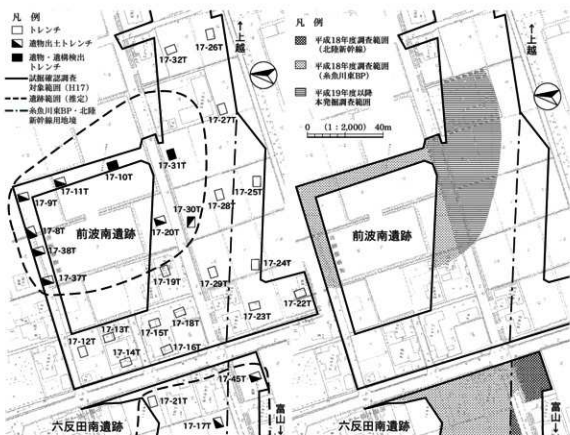 凡 例
トレンチ
遺物出土トレンチ
遺物・遺構検出
トレンチ
試掘確認調査
対象範囲(H17)
遺跡範囲(推定)
糸魚川東BP・北陸
新幹線用地境
↑上越
17-26T
17-32T
17-27T
17-31T
17-10T
17-11T
17-9T
17-25T
17-28T
17-30T
17-8T
17-20T
前波南遺跡
17-38T
17-24T
17-37T
17-19T
17-29T
17-22T
17-23T
17-18T
17-13T
17-15T
17-12T
17-16T
17-14T
17-45T
17-21T
17-17T
六反田南遺跡
富山↓
凡 例
平成18年度調査範囲
(北陸新幹線)
平成18年度調査範囲
(糸魚川東BP)
平成19年度以降
本発掘調査範囲
0 (1:2,000) 40m
↑上越
前波南遺跡
六反田南遺跡
富山↓